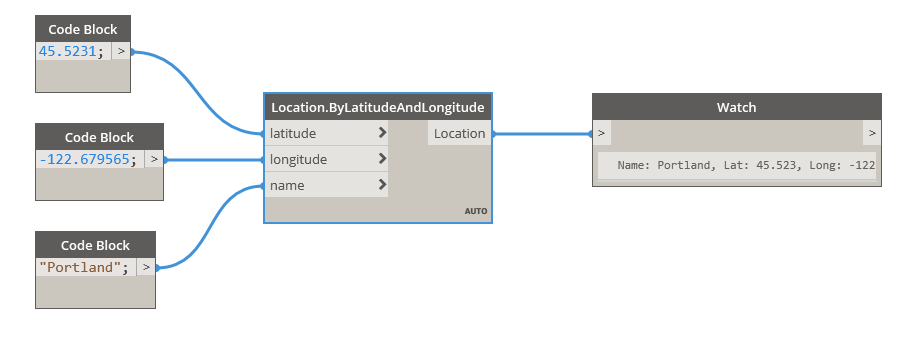 Code Block
45.5231; >
Code Block
-122.679565; >
Code Block
"Portland"; >
Location.ByLatitudeAndLongitude
latitude Location
longitude
name
AUTO
Watch
> >
Name: Portland, Lat: 45.523, Long: -122